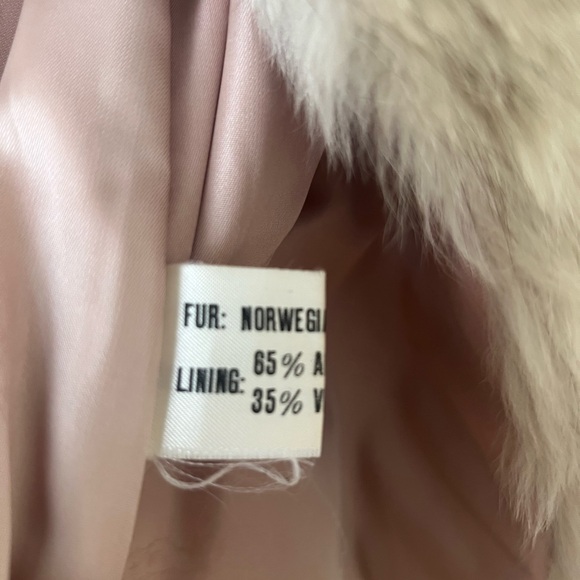 FUR: NORWEGIA
65% A
LINING:
35% V